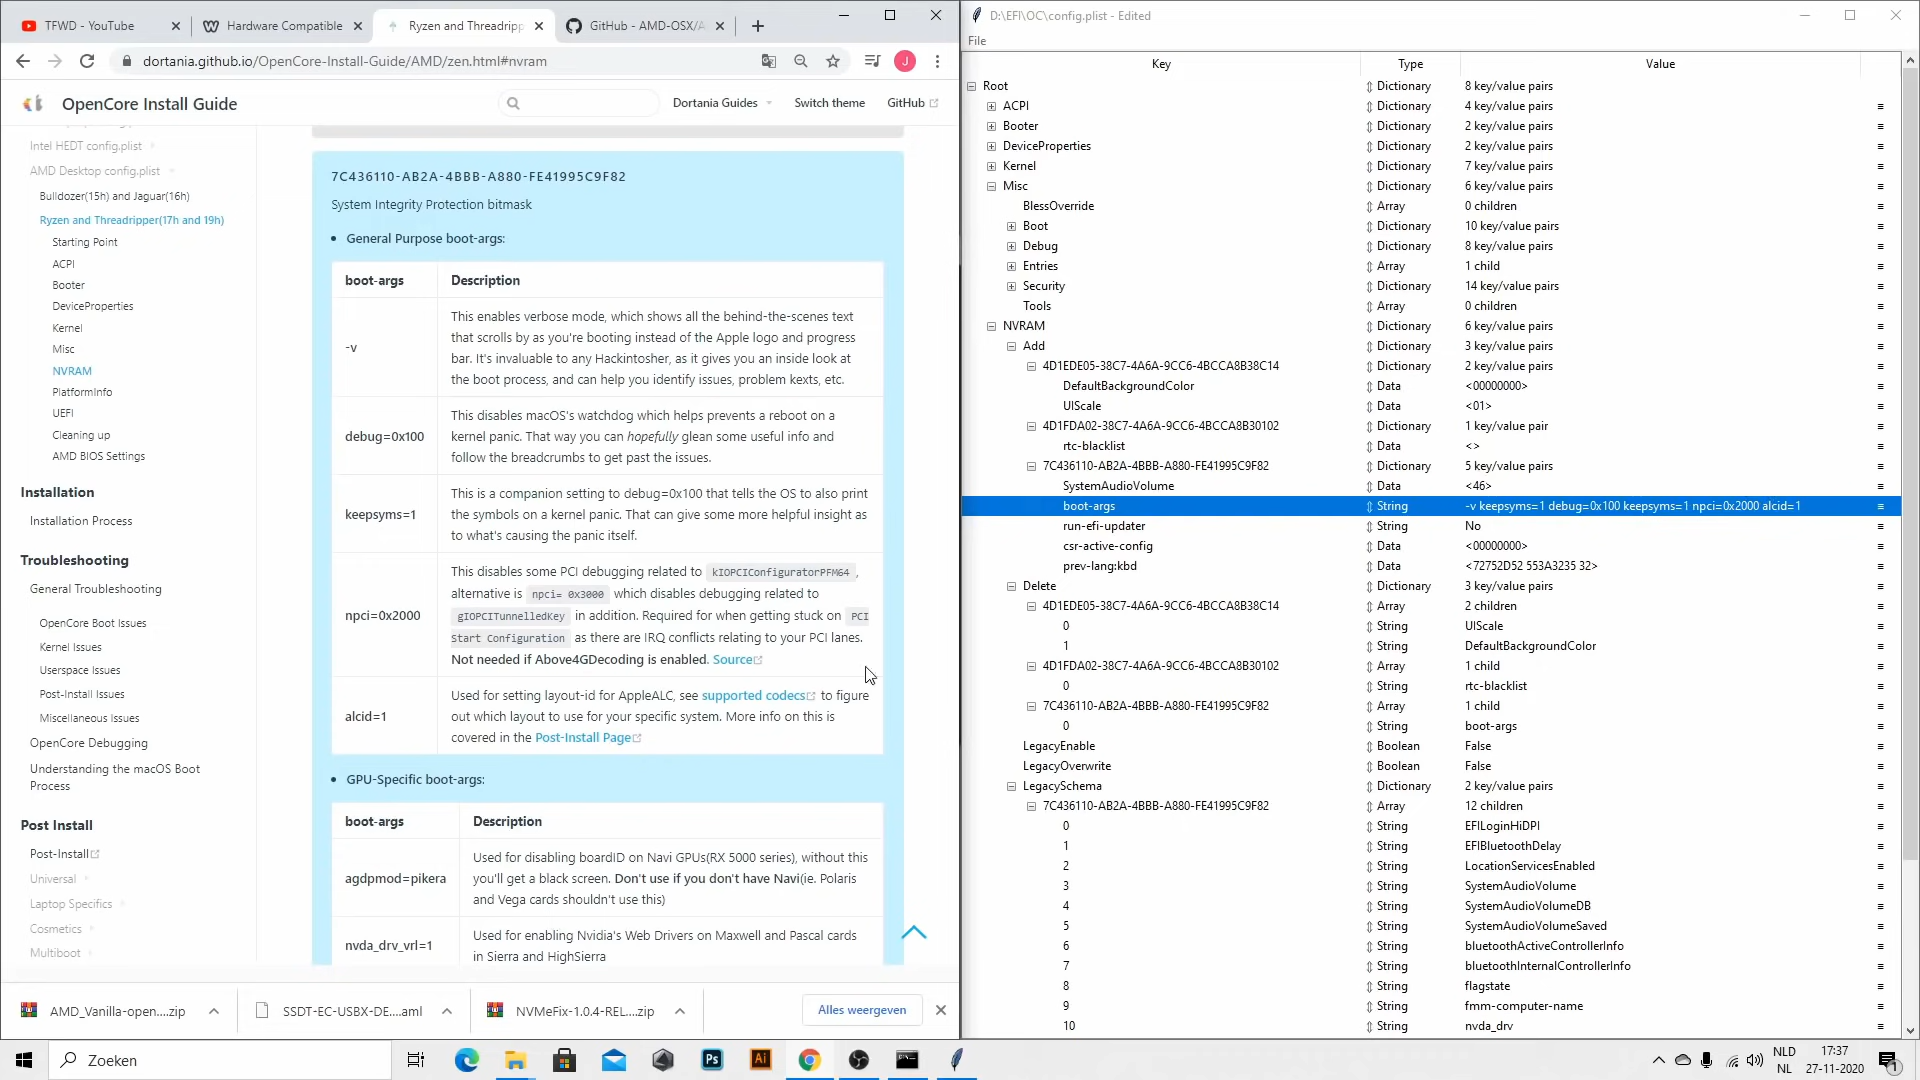 TFWD - YouTube
Hardware Compatible
Ryzen and Threadripp
GitHub - AMD-OSX/A
dortania.github.io/OpenCore-Install-Guide/AMD/zen.html#nvram
J
OpenCore Install Guide
Dortania Guides
Switch theme
GitHub
Intel HEDT config.plist
AMD Desktop config.plist
Bulldozer(15h) and Jaguar(16h)
Ryzen and Threadripper(17h and 19h)
Starting Point
ACPI
Booter
DeviceProperties
Kernel
Misc
NVRAM
PlatformInfo
UEFI
Cleaning up
AMD BIOS Settings
Installation
Installation Process
Troubleshooting
General Troubleshooting
OpenCore Boot Issues
Kernel Issues
Userspace Issues
Post-Install Issues
Miscellaneous Issues
OpenCore Debugging
Understanding the macOS Boot
Process
Post Install
Post-Install
Universal
Laptop Specifics
Cosmetics
Multiboot
7C436110-AB2A-4BBB-A880-FE41995C9F82
System Integrity Protection bitmask
• General Purpose boot-args:
boot-args Description
-v
This enables verbose mode, which shows all the behind-the-scenes text
that scrolls by as you're booting instead of the Apple logo and progress
bar. It's invaluable to any Hackintosher, as it gives you an inside look at
the boot process, and can help you identify issues, problem kexts, etc.
debug=0x100
This disables macOS's watchdog which helps prevents a reboot on a
kernel panic. That way you can hopefully glean some useful info and
follow the breadcrumbs to get past the issues.
keepsyms=1
This is a companion setting to debug=0x100 that tells the OS to also print
the symbols on a kernel panic. That can give some more helpful insight as
to what's causing the panic itself.
npci=0x2000
This disables some PCI debugging related to kIOPCIConfiguratorPFM64 ,
alternative is npci= 0x3000 which disables debugging related to
gIOPCITunnelledKey in addition. Required for when getting stuck on PCI
Start Configuration as there are IRQ conflicts relating to your PCI lanes.
Not needed if Above4GDecoding is enabled. Source
alcid=1
Used for setting layout-id for AppleALC, see supported codecs to figure
out which layout to use for your specific system. More info on this is
covered in the Post-Install Page
• GPU-Specific boot-args:
boot-args Description
agdpmod=pikera
Used for disabling boardID on Navi GPUs(RX 5000 series), without this
you'll get a black screen. Don't use if you don't have Navi(ie. Polaris
and Vega cards shouldn't use this)
nvda_drv_vrl=1
Used for enabling Nvidia's Web Drivers on Maxwell and Pascal cards
in Sierra and HighSierra
AMD_Vanilla-open....zip
SSDT-EC-USBX-DE....aml
NVMeFix-1.0.4-REL....zip
Alles weergeven
D:\EFI\OC\config.plist - Edited
File
Key Type Value
Root Dictionary 8 key/value pairs
ACPI Dictionary 4 key/value pairs
Booter Dictionary 2 key/value pairs
DeviceProperties Dictionary 2 key/value pairs
Kernel Dictionary 7 key/value pairs
Misc Dictionary 6 key/value pairs
BlessOverride Array 0 children
Boot Dictionary 10 key/value pairs
Debug Dictionary 8 key/value pairs
Entries Array 1 child
Security Dictionary 14 key/value pairs
Tools Array 0 children
NVRAM Dictionary 6 key/value pairs
Add Dictionary 3 key/value pairs
4D1EDE05-38C7-4A6A-9CC6-4BCCA8B38C14 Dictionary 2 key/value pairs
DefaultBackgroundColor Data <00000000>
UIScale Data <01>
4D1FDA02-38C7-4A6A-9CC6-4BCCA8B30102 Dictionary 1 key/value pair
rtc-blacklist Data <>
7C436110-AB2A-4BBB-A880-FE41995C9F82 Dictionary 5 key/value pairs
SystemAudioVolume Data <46>
boot-args String -v keepsyms=1 debug=0x100 keepsyms=1 npci=0x2000 alcid=1
run-efi-updater String No
csr-active-config Data <00000000>
prev-lang:kbd Data <72752D52 553A3235 32>
Delete Dictionary 3 key/value pairs
4D1EDE05-38C7-4A6A-9CC6-4BCCA8B38C14 Array 2 children
0 String UIScale
1 String DefaultBackgroundColor
4D1FDA02-38C7-4A6A-9CC6-4BCCA8B30102 Array 1 child
0 String rtc-blacklist
7C436110-AB2A-4BBB-A880-FE41995C9F82 Array 1 child
0 String boot-args
LegacyEnable Boolean False
LegacyOverwrite Boolean False
LegacySchema Dictionary 2 key/value pairs
7C436110-AB2A-4BBB-A880-FE41995C9F82 Array 12 children
0 String EFILoginHiDPI
1 String EFIBluetoothDelay
2 String LocationServicesEnabled
3 String SystemAudioVolume
4 String SystemAudioVolumeDB
5 String SystemAudioVolumeSaved
6 String bluetoothActiveControllerInfo
7 String bluetoothInternalControllerInfo
8 String flagstate
9 String fmm-computer-name
10 String nvda_drv
Zoeken
Ps
Ai
NLD
NL
17:37
27-11-2020
1